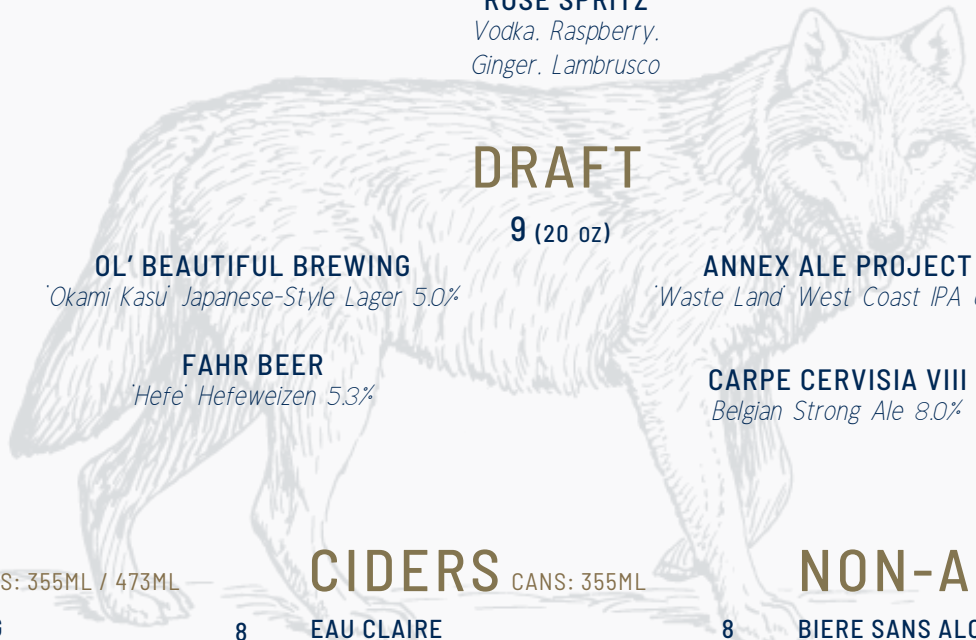 ROSÉ SPRITZ
Vodka, Raspberry,
Ginger, Lambrusco
DRAFT
9 (20 OZ)
OL' BEAUTIFUL BREWING
'Okami Kasu' Japanese-Style Lager 5.0%
FAHR BEER
'Hefe' Hefeweizen 5.3%
ANNEX ALE PROJECT
'Waste Land' West Coast IPA
CARPE CERVISIA VIII
Belgian Strong Ale 8.0%
S: 355ML / 473ML
8
CIDERS CANS: 355ML
EAU CLAIRE
8
NON-A
BIERE SANS ALC